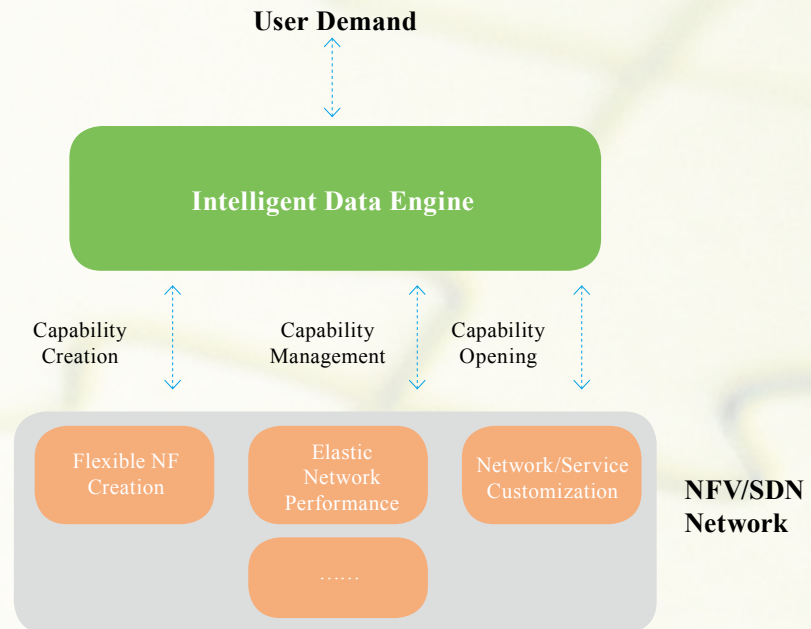 User Demand
Intelligent Data Engine
Capability
Creation
Capability
Management
Capability
Opening
Flexible NF
Creation
Elastic
Network
Performance
Network/Service
Customization
NFV/SDN
Network
……